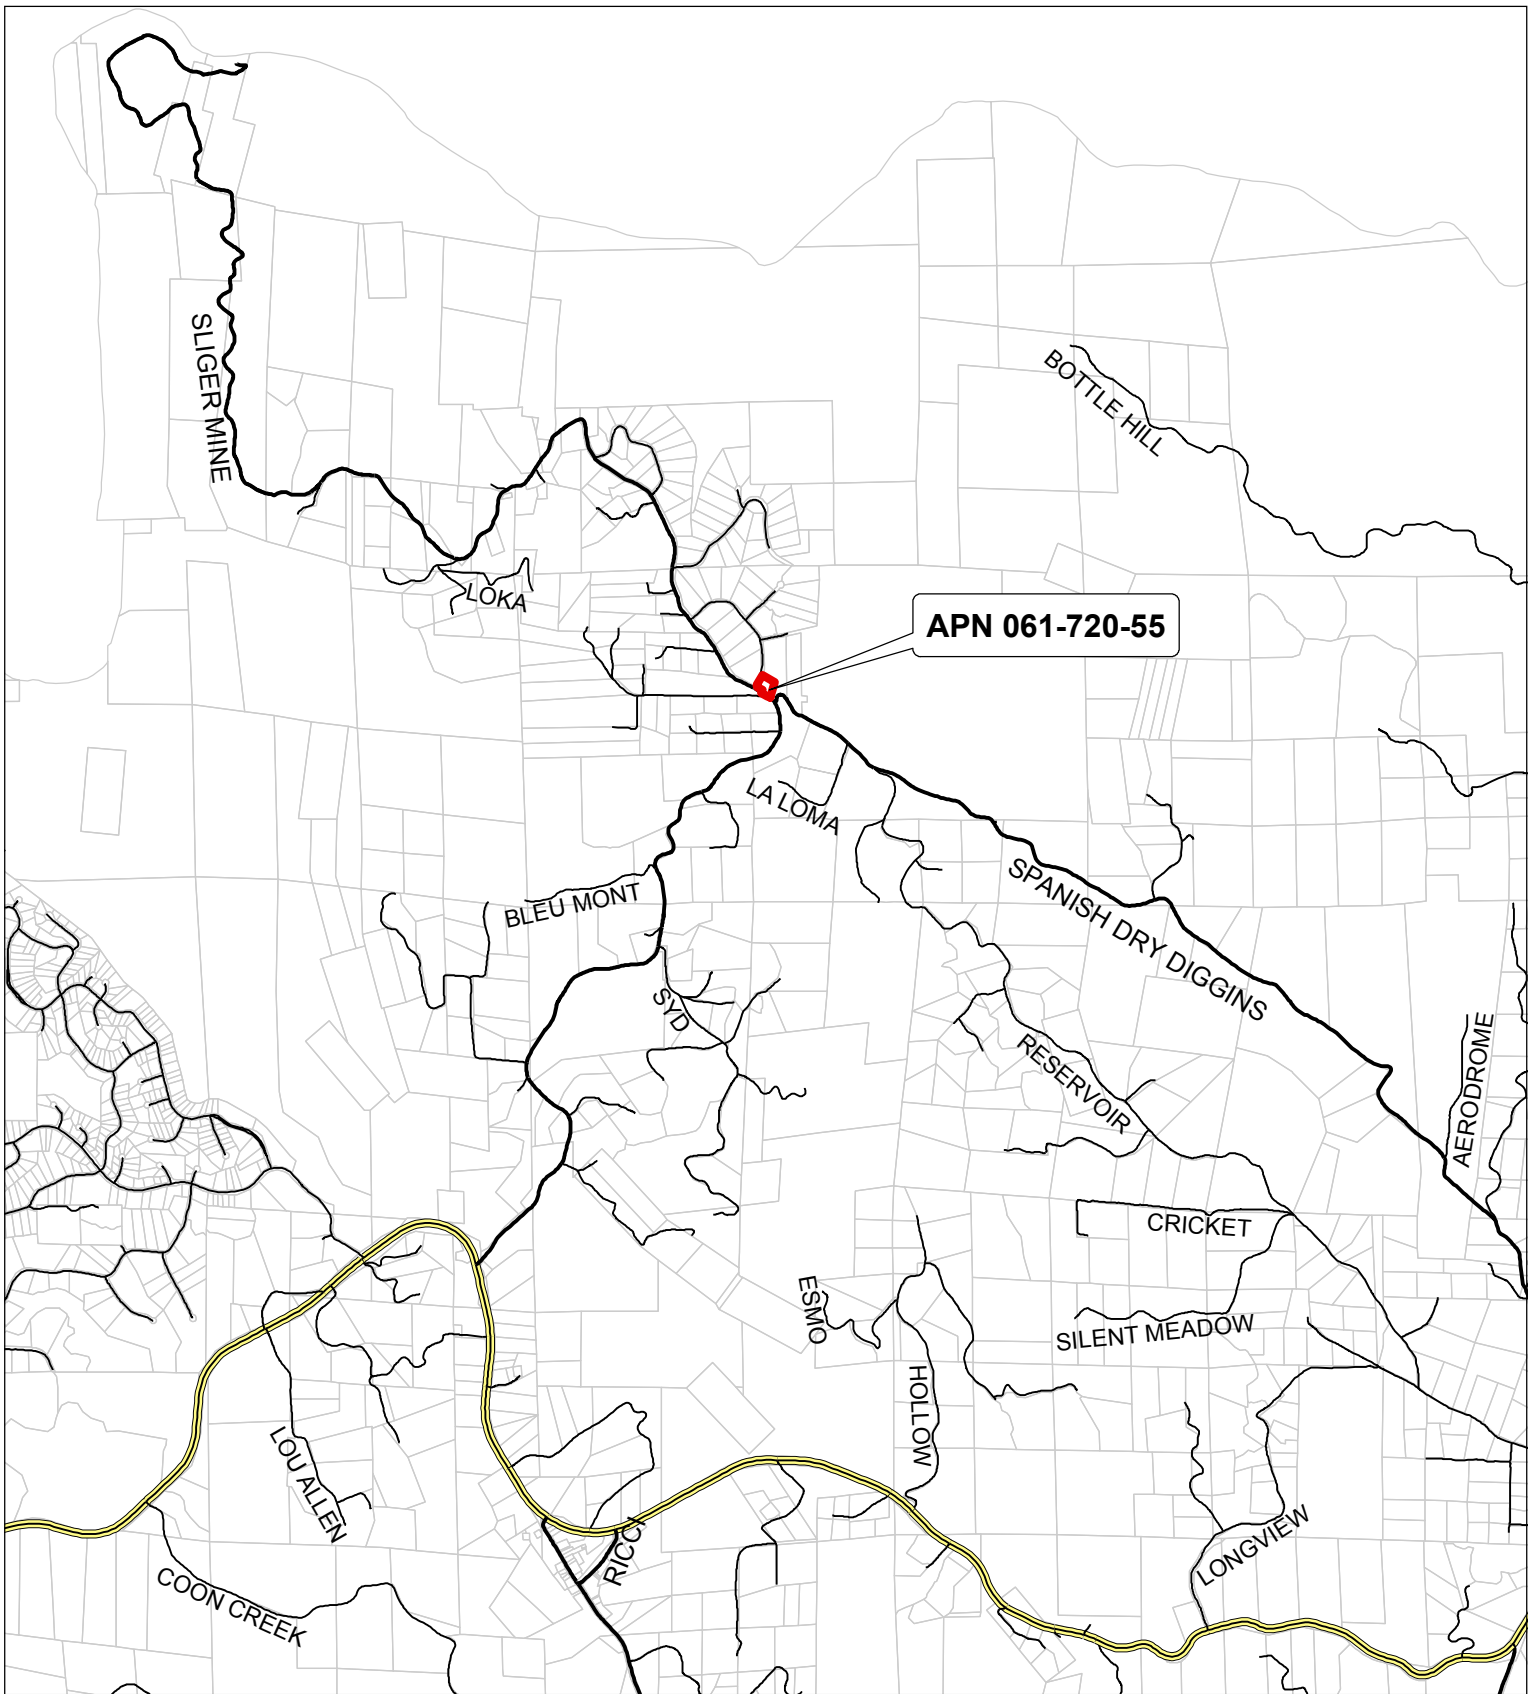 SLIGER MINE
BOTTLE HILL
LOKA
APN 061-720-55
LA LOMA
SPANISH DRY DIGGINS
BLEU MONT
SYD
RESERVOIR
AERODROME
CRICKET
ESMO
SILENT MEADOW
HOLLOW
LOU ALLEN
LONGVIEW
RICCI
COON CREEK